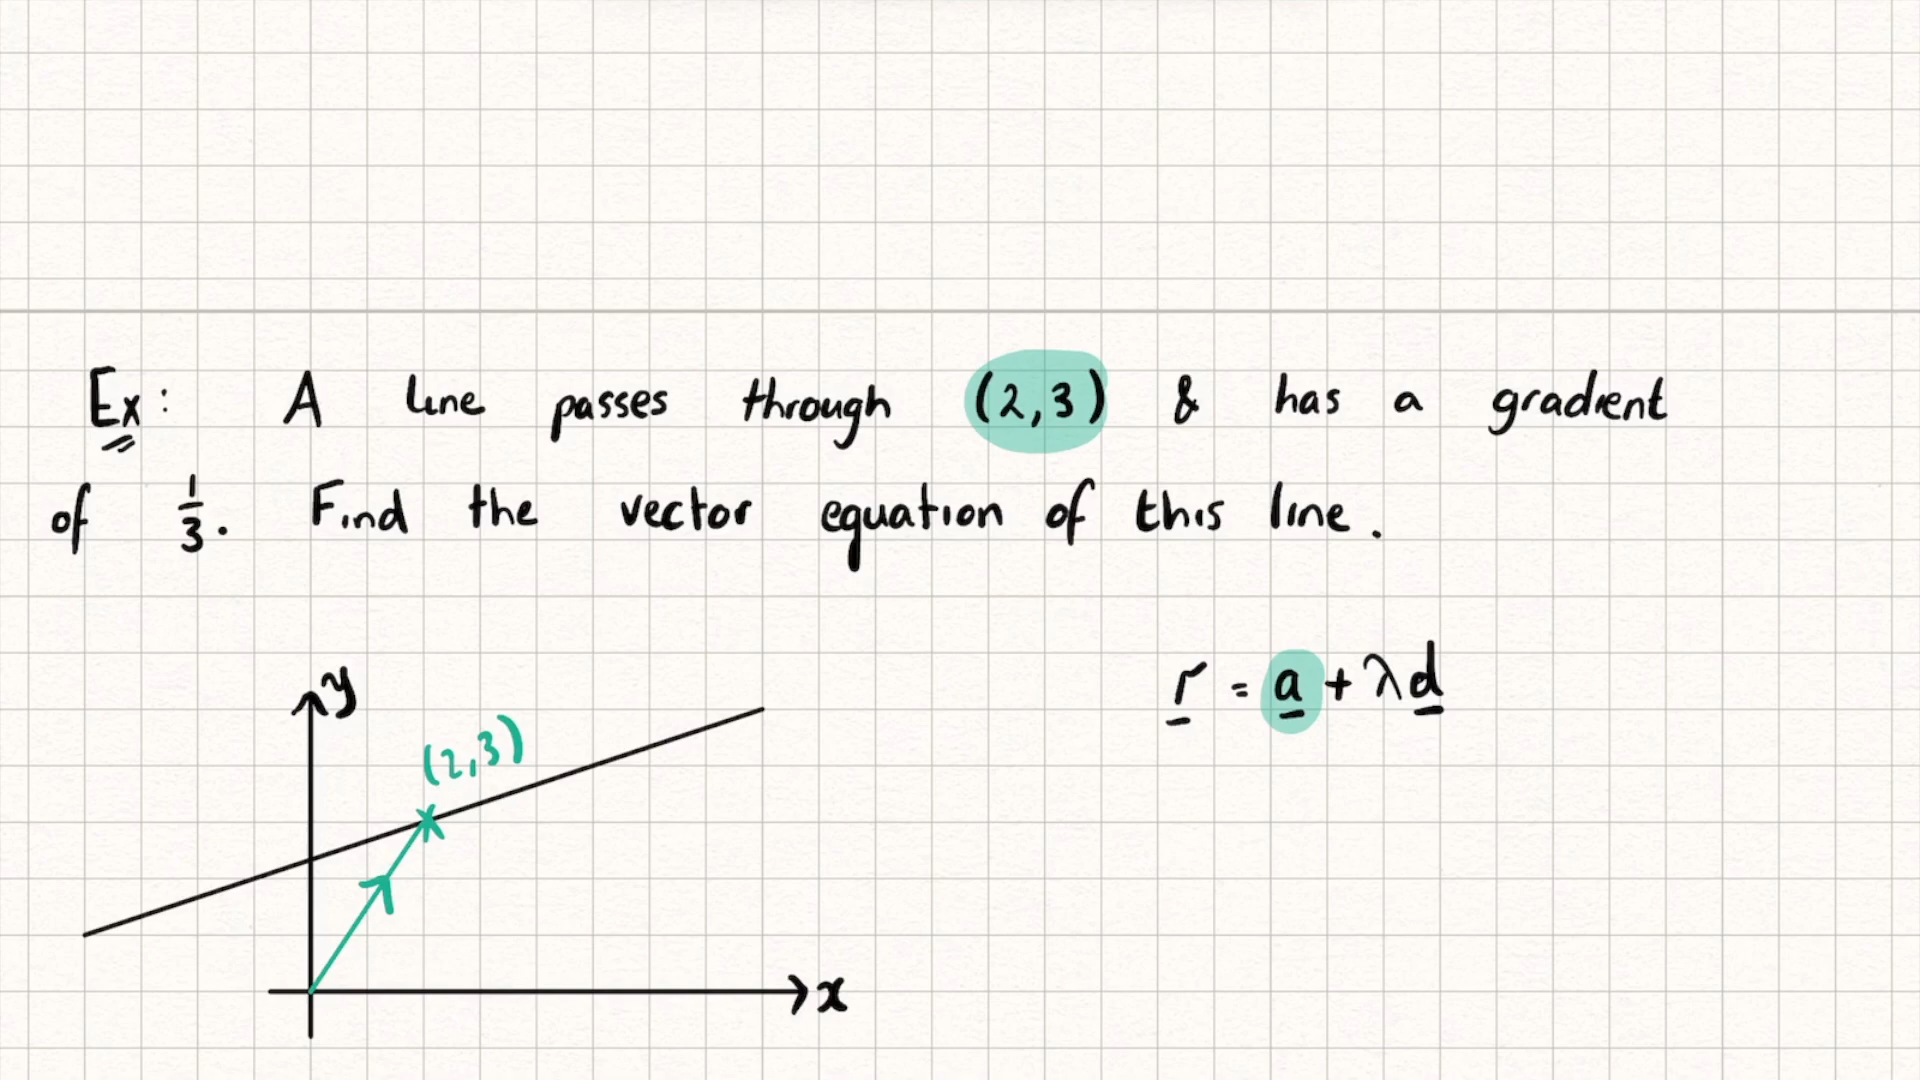 Ex: A line passes through (2,3) & has a gradient
of 1/3. Find the vector equation of this line.
y
r = a + λd
(2,3)
x